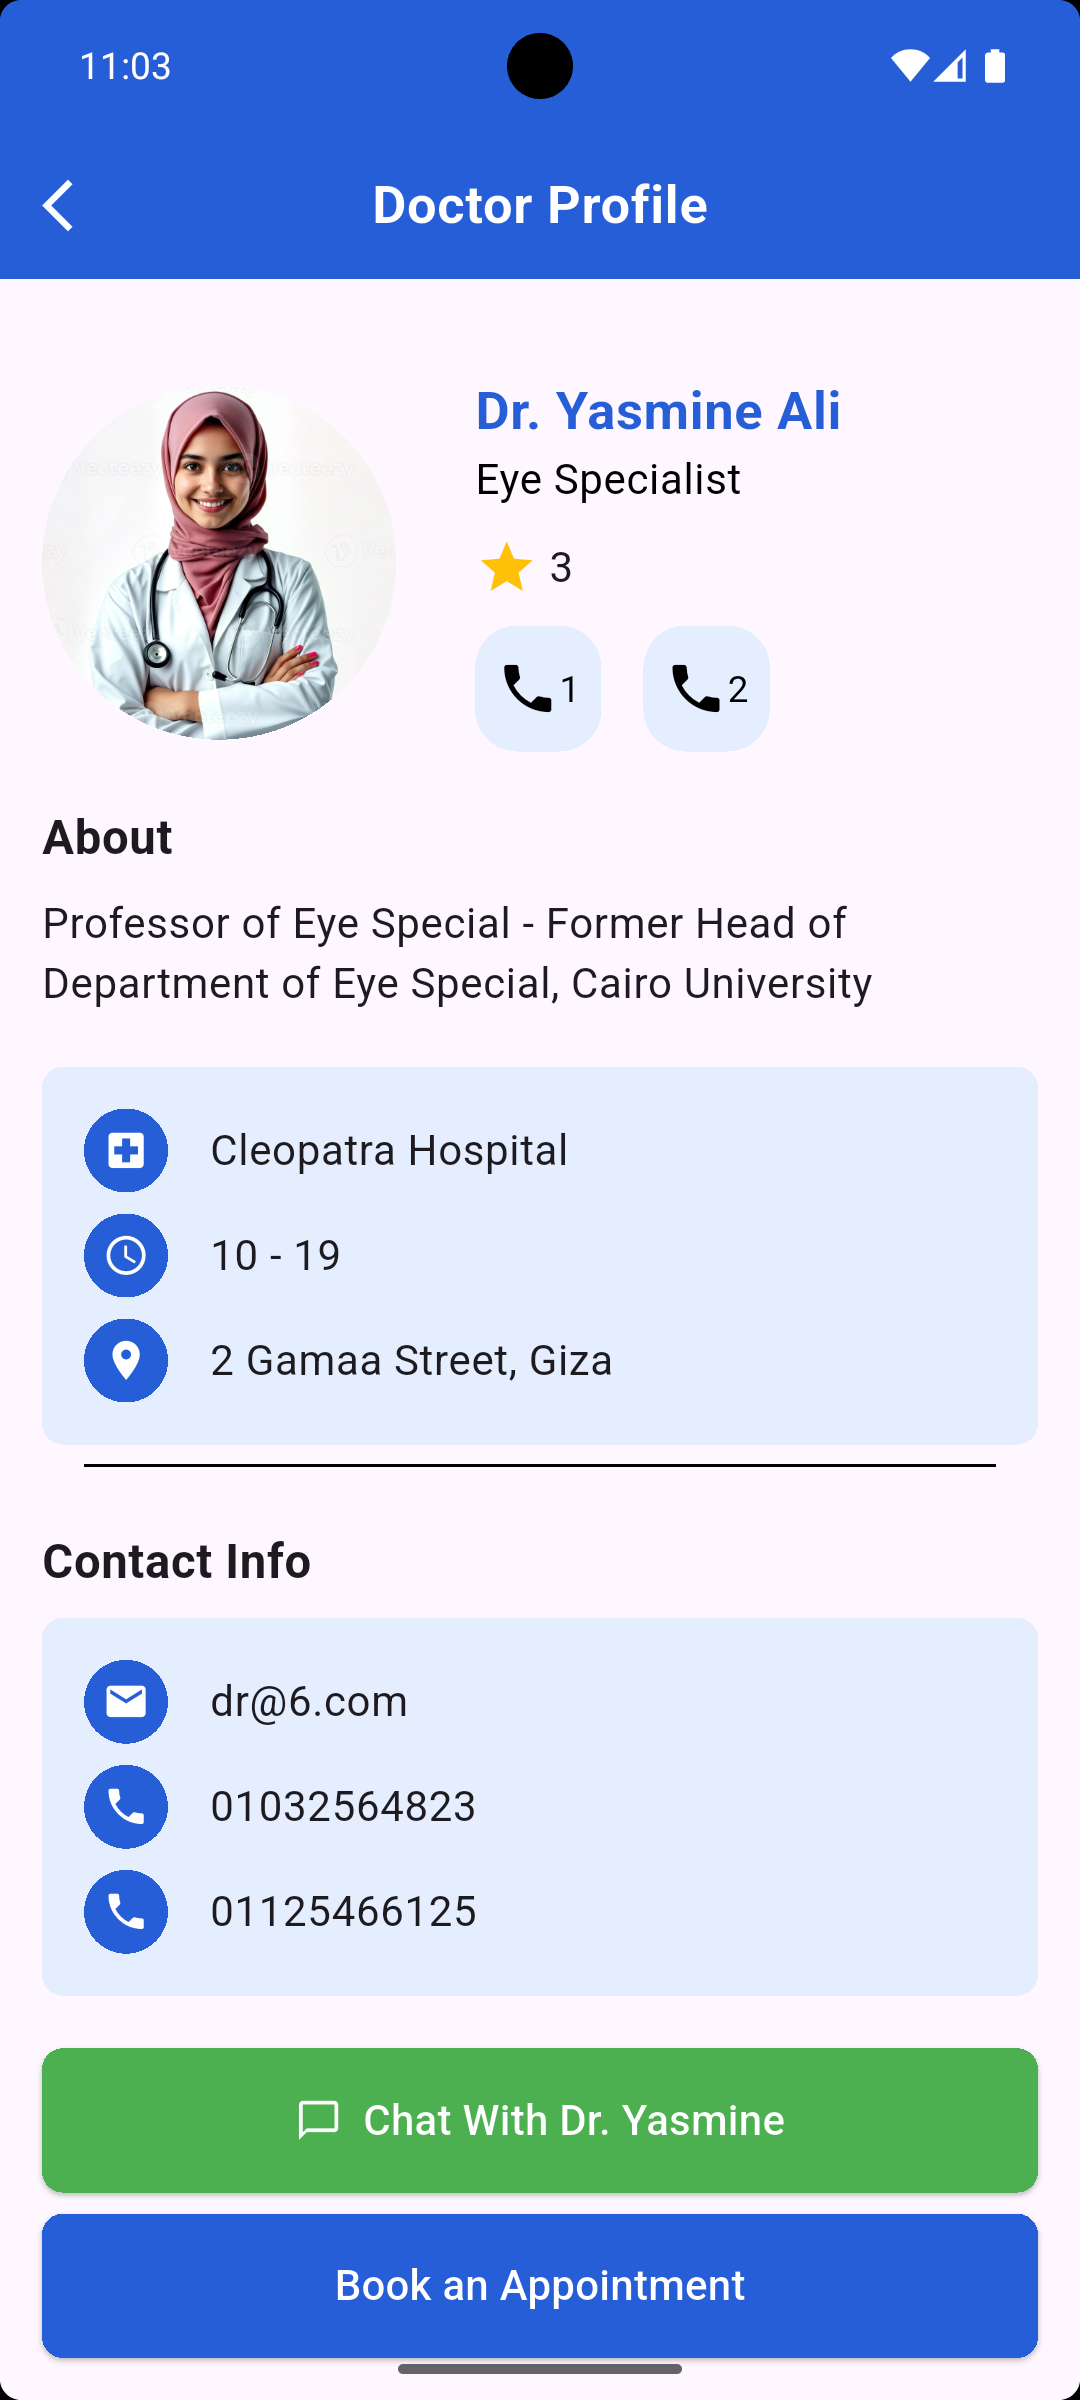 11:03
Doctor Profile
Dr. Yasmine Ali
Eye Specialist
3
1
2
About
Professor of Eye Special - Former Head of
Department of Eye Special, Cairo University
Cleopatra Hospital
10 - 19
2 Gamaa Street, Giza
Contact Info
dr@6.com
01032564823
01125466125
Chat With Dr. Yasmine
Book an Appointment